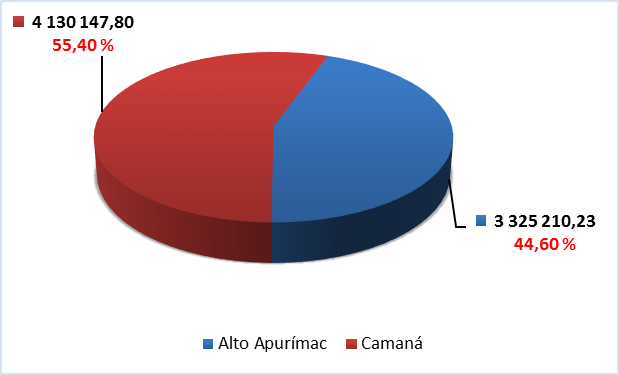 4 130 147,80
55,40 %
3 325 210,23
44,60 %
Alto Apurímac
Camaná